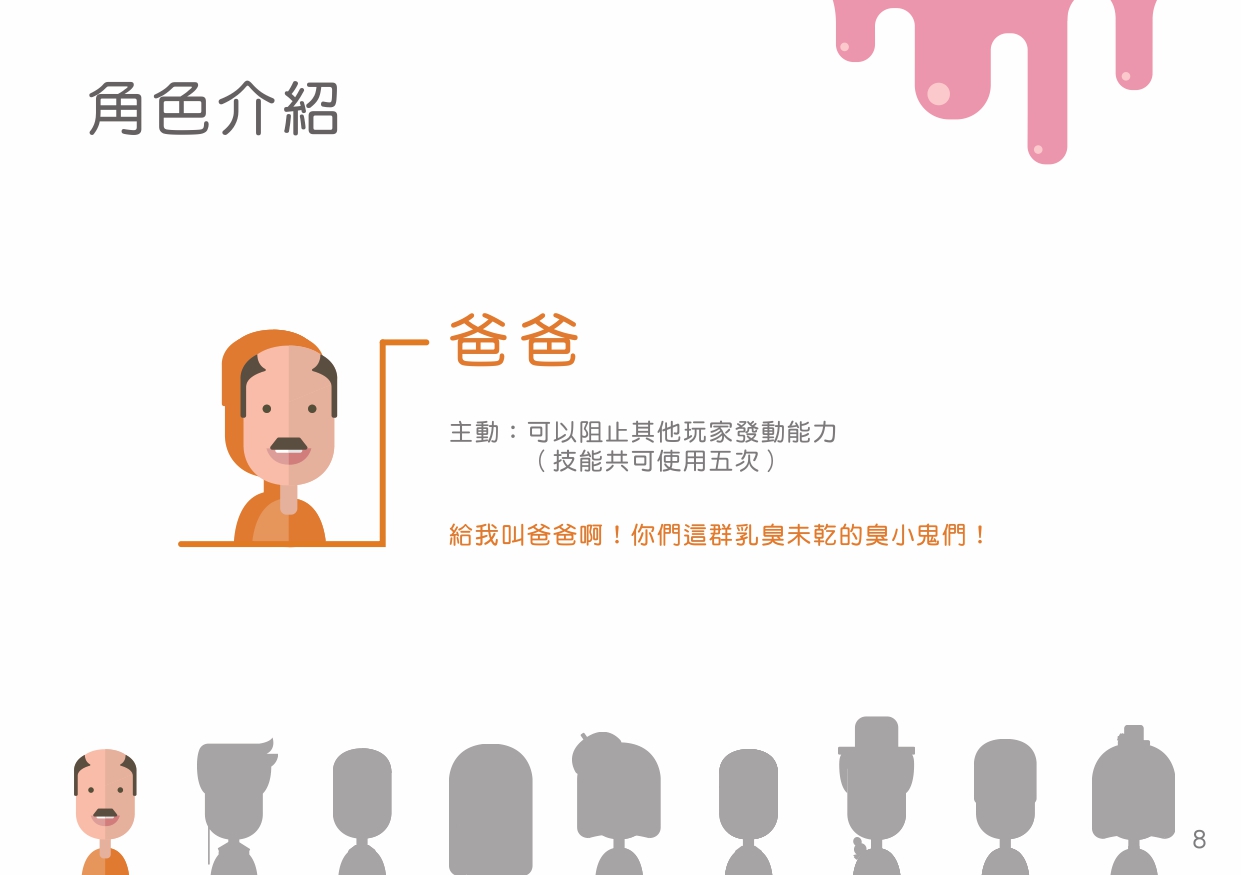 角色介紹
爸爸
主動：可以阻止其他玩家發動能力
（技能共可使用五次）
給我叫爸爸啊！你們這群乳臭未乾的臭小鬼們！
8